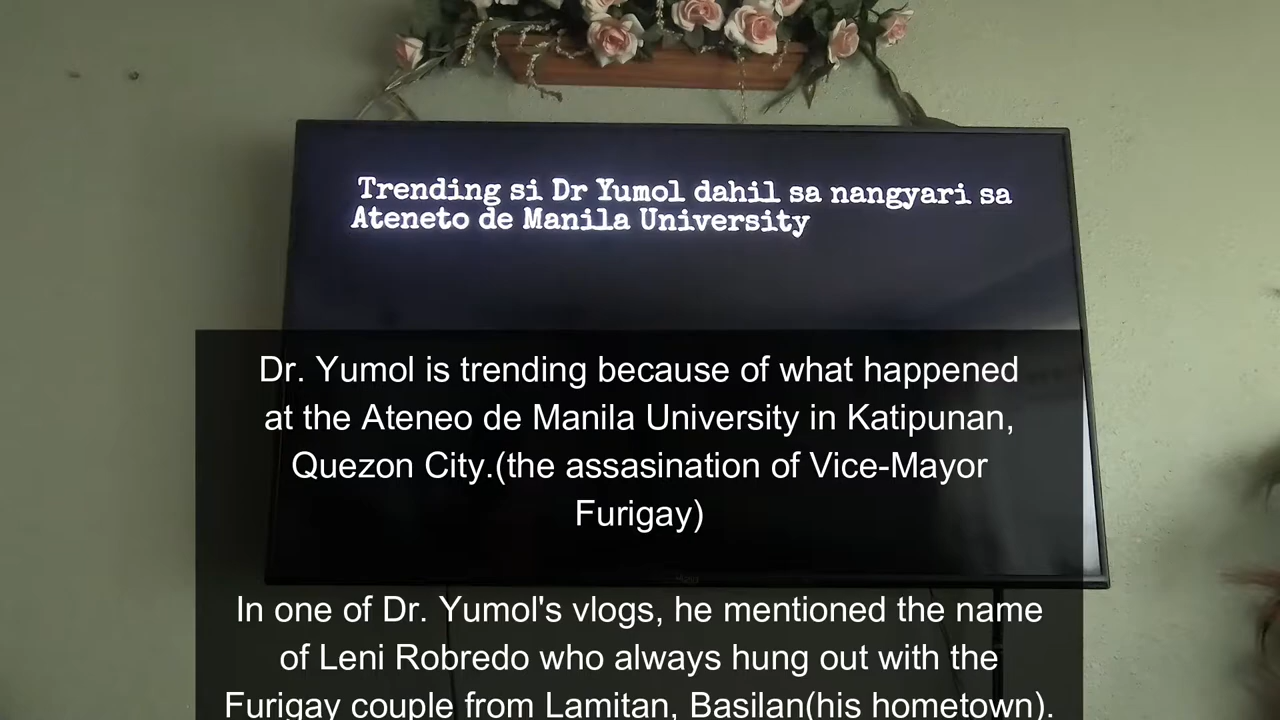 Trending si Dr Yumol dahil sa nangyari sa
Ateneto de Manila University
Dr. Yumol is trending because of what happened
at the Ateneo de Manila University in Katipunan,
Quezon City.(the assasination of Vice-Mayor
Furigay)
In one of Dr. Yumol's vlogs, he mentioned the name
of Leni Robredo who always hung out with the
Furigay couple from Lamitan, Basilan(his hometown).